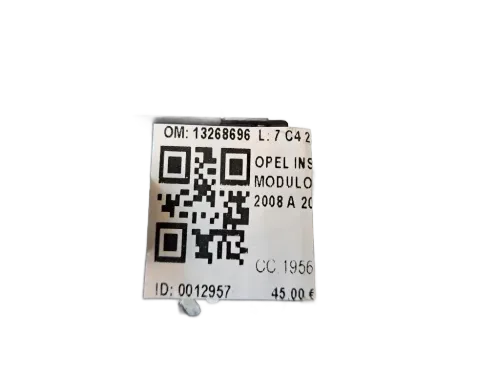 OM: 13268696 L: 7 C4 2
OPEL INS
MODULO
2008 A 20
CC 1956
ID: 0012957 45.00 €